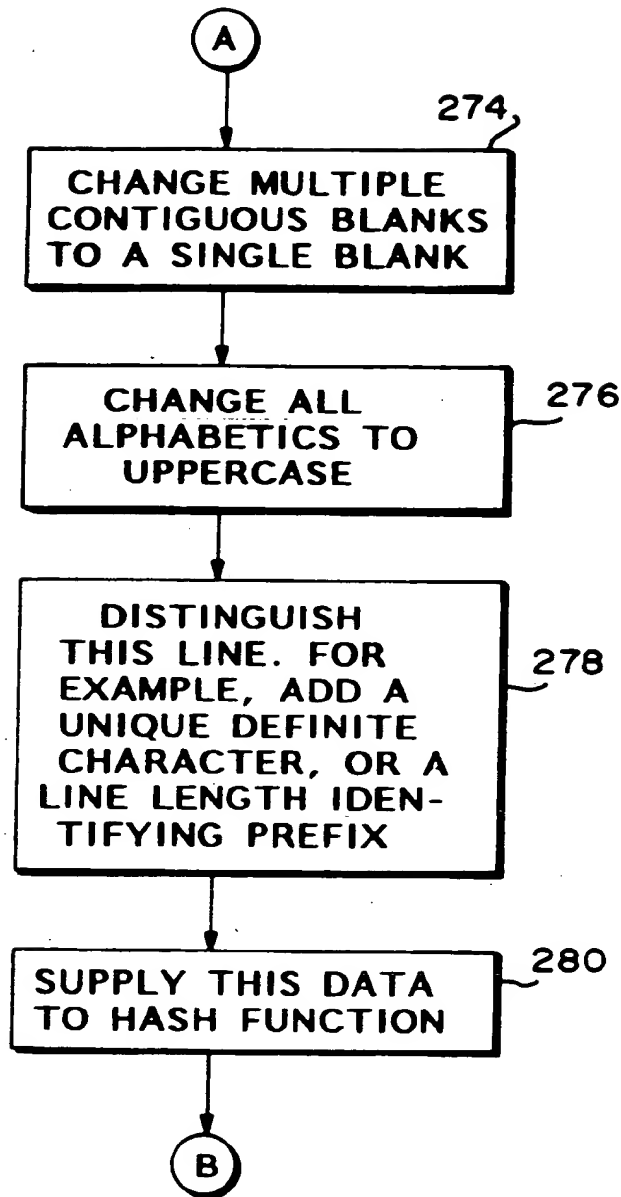 A
274
CHANGE MULTIPLE
CONTIGUOUS BLANKS
TO A SINGLE BLANK
276
CHANGE ALL
ALPHABETICS TO
UPPERCASE
278
DISTINGUISH
THIS LINE. FOR
EXAMPLE, ADD A
UNIQUE DEFINITE
CHARACTER, OR A
LINE LENGTH IDEN-
TIFYING PREFIX
280
SUPPLY THIS DATA
TO HASH FUNCTION
B